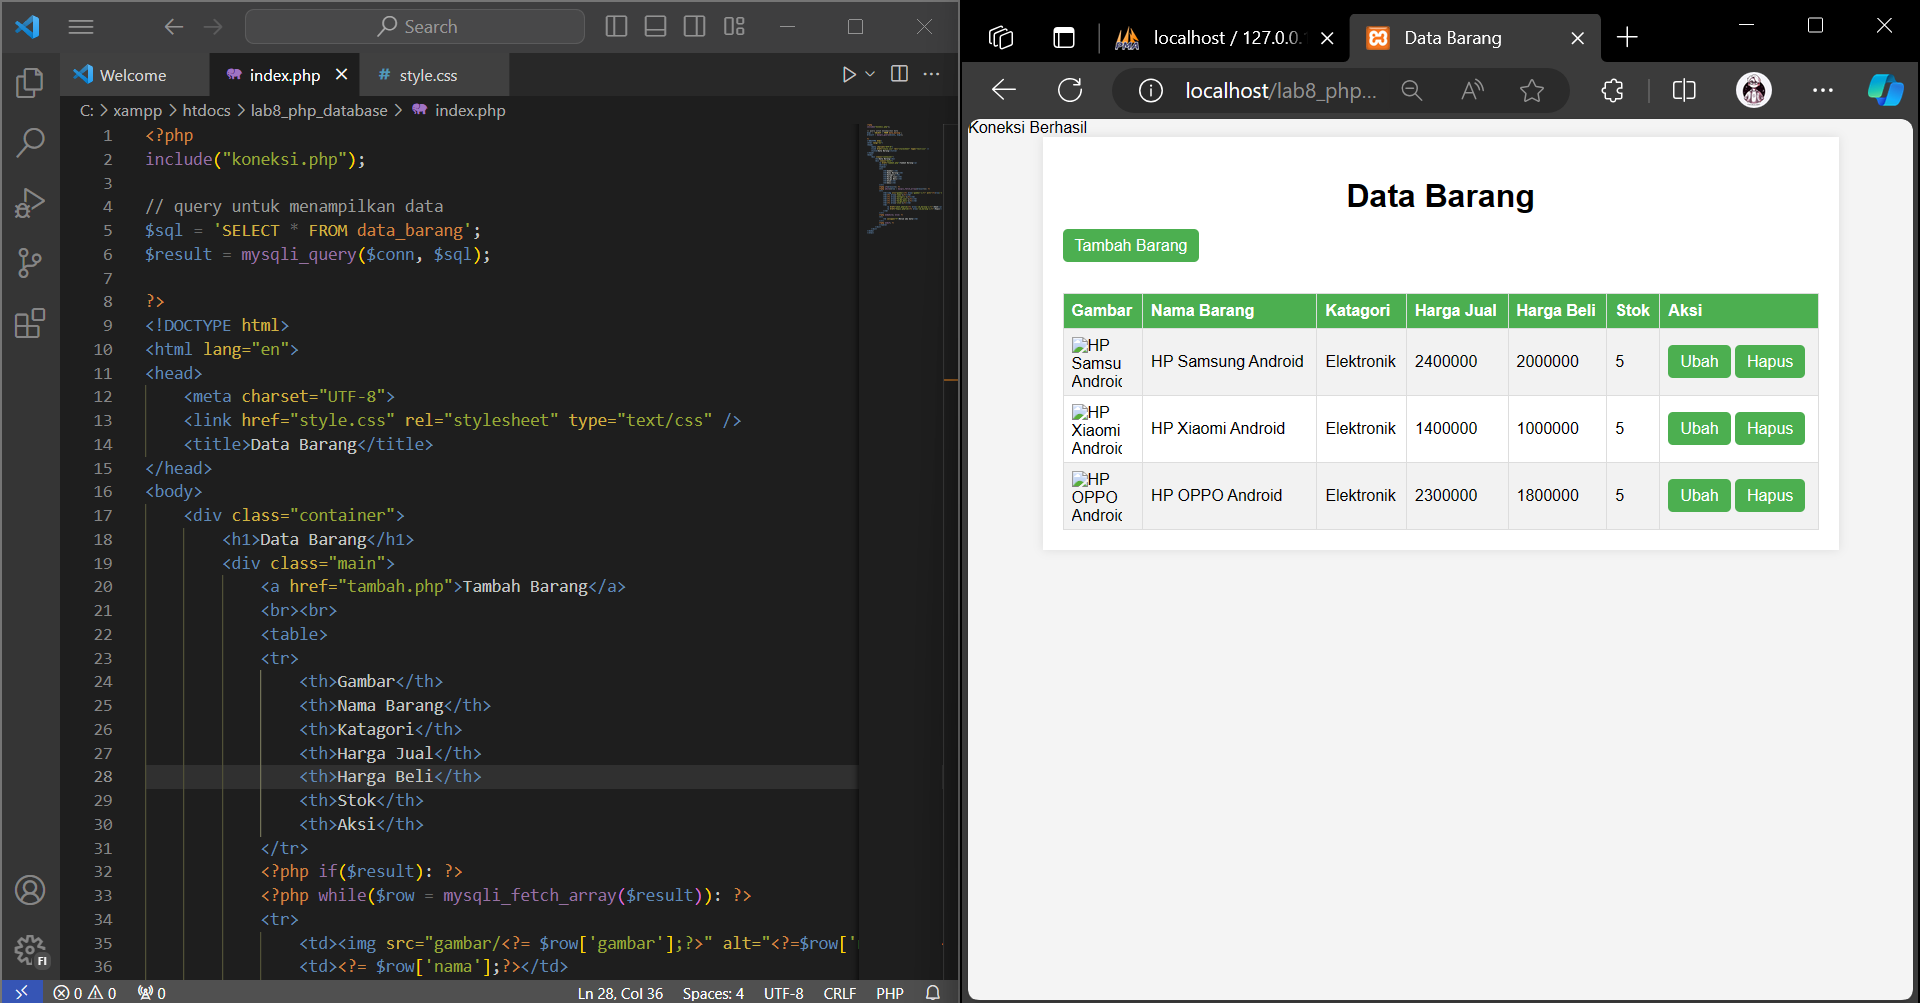 Search
Welcome
index.php
style.css
C: > xampp > htdocs > lab8_php_database > index.php
1 <?php
2 include("koneksi.php");
3
4 // query untuk menampilkan data
5 $sql = 'SELECT * FROM data_barang';
6 $result = mysqli_query($conn, $sql);
7
8 ?>
9 <!DOCTYPE html>
10 <html lang="en">
11 <head>
12 <meta charset="UTF-8">
13 <link href="style.css" rel="stylesheet" type="text/css" />
14 <title>Data Barang</title>
15 </head>
16 <body>
17 <div class="container">
18 <h1>Data Barang</h1>
19 <div class="main">
20 <a href="tambah.php">Tambah Barang</a>
21 <br><br>
22 <table>
23 <tr>
24 <th>Gambar</th>
25 <th>Nama Barang</th>
26 <th>Katagori</th>
27 <th>Harga Jual</th>
28 <th>Harga Beli</th>
29 <th>Stok</th>
30 <th>Aksi</th>
31 </tr>
32 <?php if($result): ?>
33 <?php while($row = mysqli_fetch_array($result)): ?>
34 <tr>
35 <td><img src="gambar/<?= $row['gambar'];?>" alt="<?=$row['
36 <td><?= $row['nama'];?></td>
FI
0 0 0
Ln 28, Col 36 Spaces: 4 UTF-8 CRLF PHP
PMA
localhost / 127.0.0.
Data Barang
localhost/lab8_php...
Koneksi Berhasil
Data Barang
Tambah Barang
Gambar Nama Barang Katagori Harga Jual Harga Beli Stok Aksi
HP
Samsu
Android
HP Samsung Android Elektronik 2400000 2000000 5 Ubah Hapus
HP
Xiaomi
Android
HP Xiaomi Android Elektronik 1400000 1000000 5 Ubah Hapus
HP
OPPO
Android
HP OPPO Android Elektronik 2300000 1800000 5 Ubah Hapus